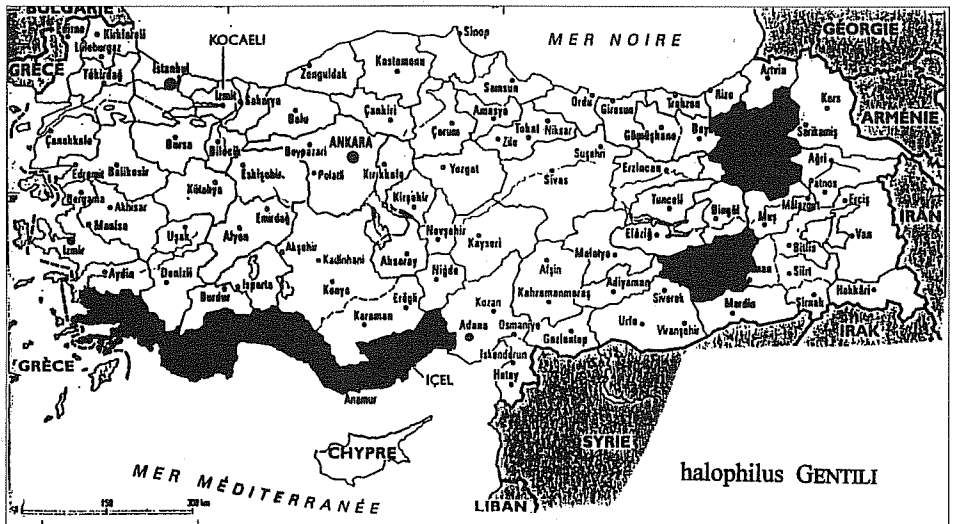 BULGARIE
Kirklareli
Edirne
Lüleburgaz
KOCAELI
Sinop
MER NOIRE
GÉORGIE
GRÈCE
Tekirdağ
Istanbul
Zonguldak
Kastamonu
Samsun
Artvin
Izmit
Sakarya
Bolu
Çankiri
Amasya
Ordu
Giresun
Trabzon
Rize
Kars
Çanakkale
Bursa
Bilecik
Beypazari
ANKARA
Çorum
Zile
Tokat
Niksar
Gümüşhane
Sarikamiş
ARMÉNIE
Edremit
Balikesir
Eskişehir
Polatli
Kirikkale
Yozgat
Suşehri
Sivas
Erzincan
Ağri
Bergama
Akhisar
Kütahya
Kirşehir
Tunceli
Bingöl
Muş
Malazgirt
Patnos
Erciş
IRAN
Manisa
Uşak
Afyon
Emirdağ
Nevşehir
Kayseri
Elâziğ
Van
Izmir
Akşehir
Kadinhani
Aksaray
Malatya
Bitlis
Aydin
Denizli
Isparta
Burdur
Konya
Niğde
Afşin
Adiyaman
Siirt
Hakkâri
Ereğli
Kozan
Kahramanmaraş
Siverek
Mardin
Şirnak
Karaman
Adana
Osmaniye
Gaziantep
Urfa
Viranşehir
IRAK
GRÈCE
IÇEL
Iskenderun
Hatay
Anamur
CHYPRE
SYRIE
MER MÉDITERRANÉE
halophilus GENTILI
150
300 km
LIBAN